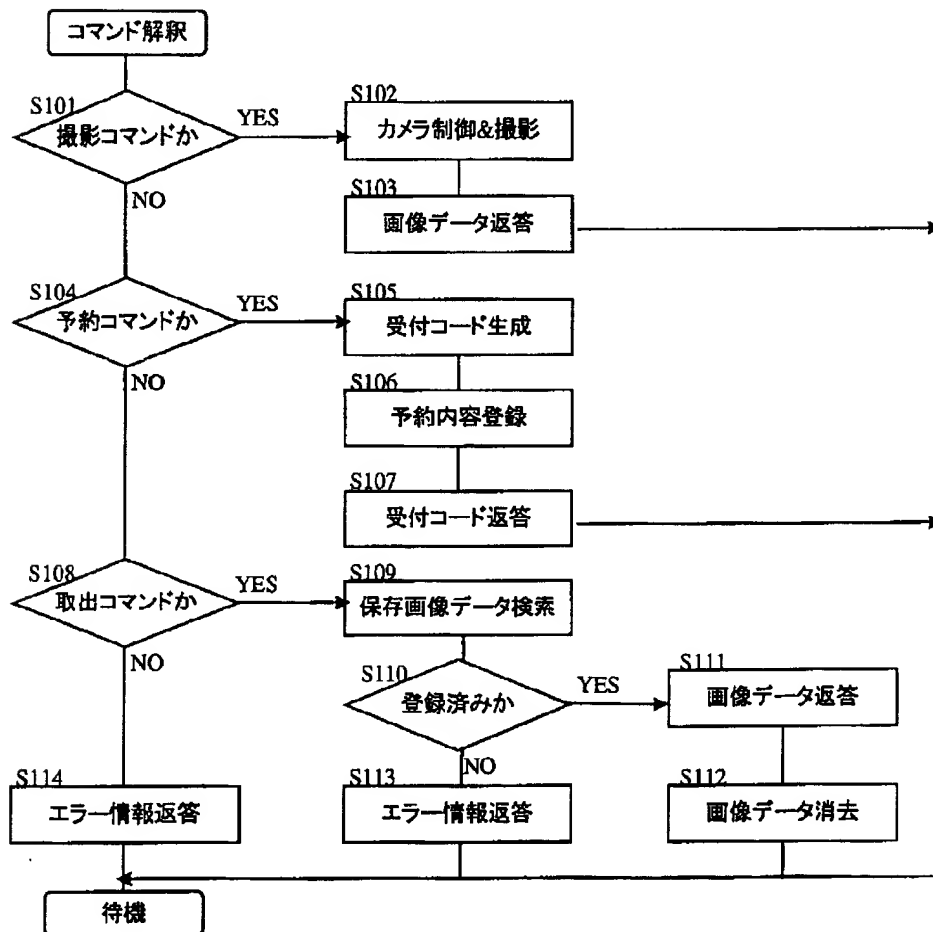 コマンド解釈
S101
撮影コマンドか
YES
NO
S102
カメラ制御&撮影
S103
画像データ返答
S104
予約コマンドか
YES
NO
S105
受付コード生成
S106
予約内容登録
S107
受付コード返答
S108
取出コマンドか
YES
NO
S109
保存画像データ検索
S110
登録済みか
YES
NO
S111
画像データ返答
S112
画像データ消去
S113
エラー情報返答
S114
エラー情報返答
待機